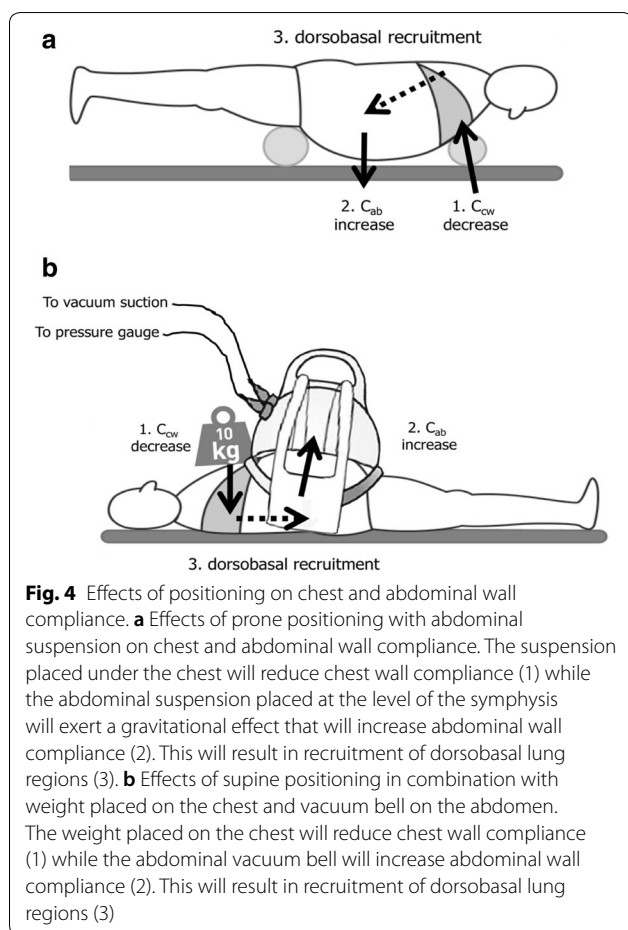 a
3. dorsobasal recruitment
2. Cab
increase
1. Ccw
decrease
b
To vacuum suction
To pressure gauge
1. Ccw
decrease
10
kg
2. Cab
increase
3. dorsobasal recruitment
Fig. 4 Effects of positioning on chest and abdominal wall
compliance. a Effects of prone positioning with abdominal
suspension on chest and abdominal wall compliance. The suspension
placed under the chest will reduce chest wall compliance (1) while
the abdominal suspension placed at the level of the symphysis
will exert a gravitational effect that will increase abdominal wall
compliance (2). This will result in recruitment of dorsobasal lung
regions (3). b Effects of supine positioning in combination with
weight placed on the chest and vacuum bell on the abdomen.
The weight placed on the chest will reduce chest wall compliance
(1) while the abdominal vacuum bell will increase abdominal wall
compliance (2). This will result in recruitment of dorsobasal lung
regions (3)